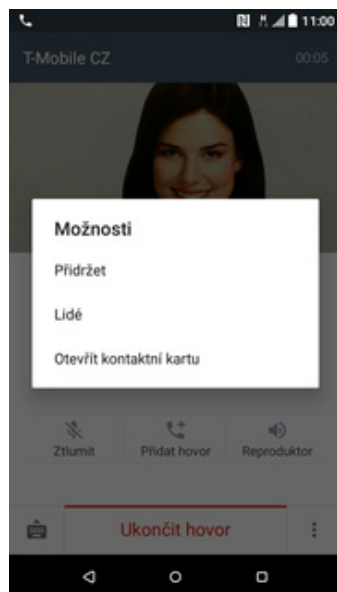 11:00
T-Mobile CZ 00:05
Možnosti
Přidržet
Lidé
Otevřít kontaktní kartu
Ztlumit Přidat hovor Reproduktor
Ukončit hovor